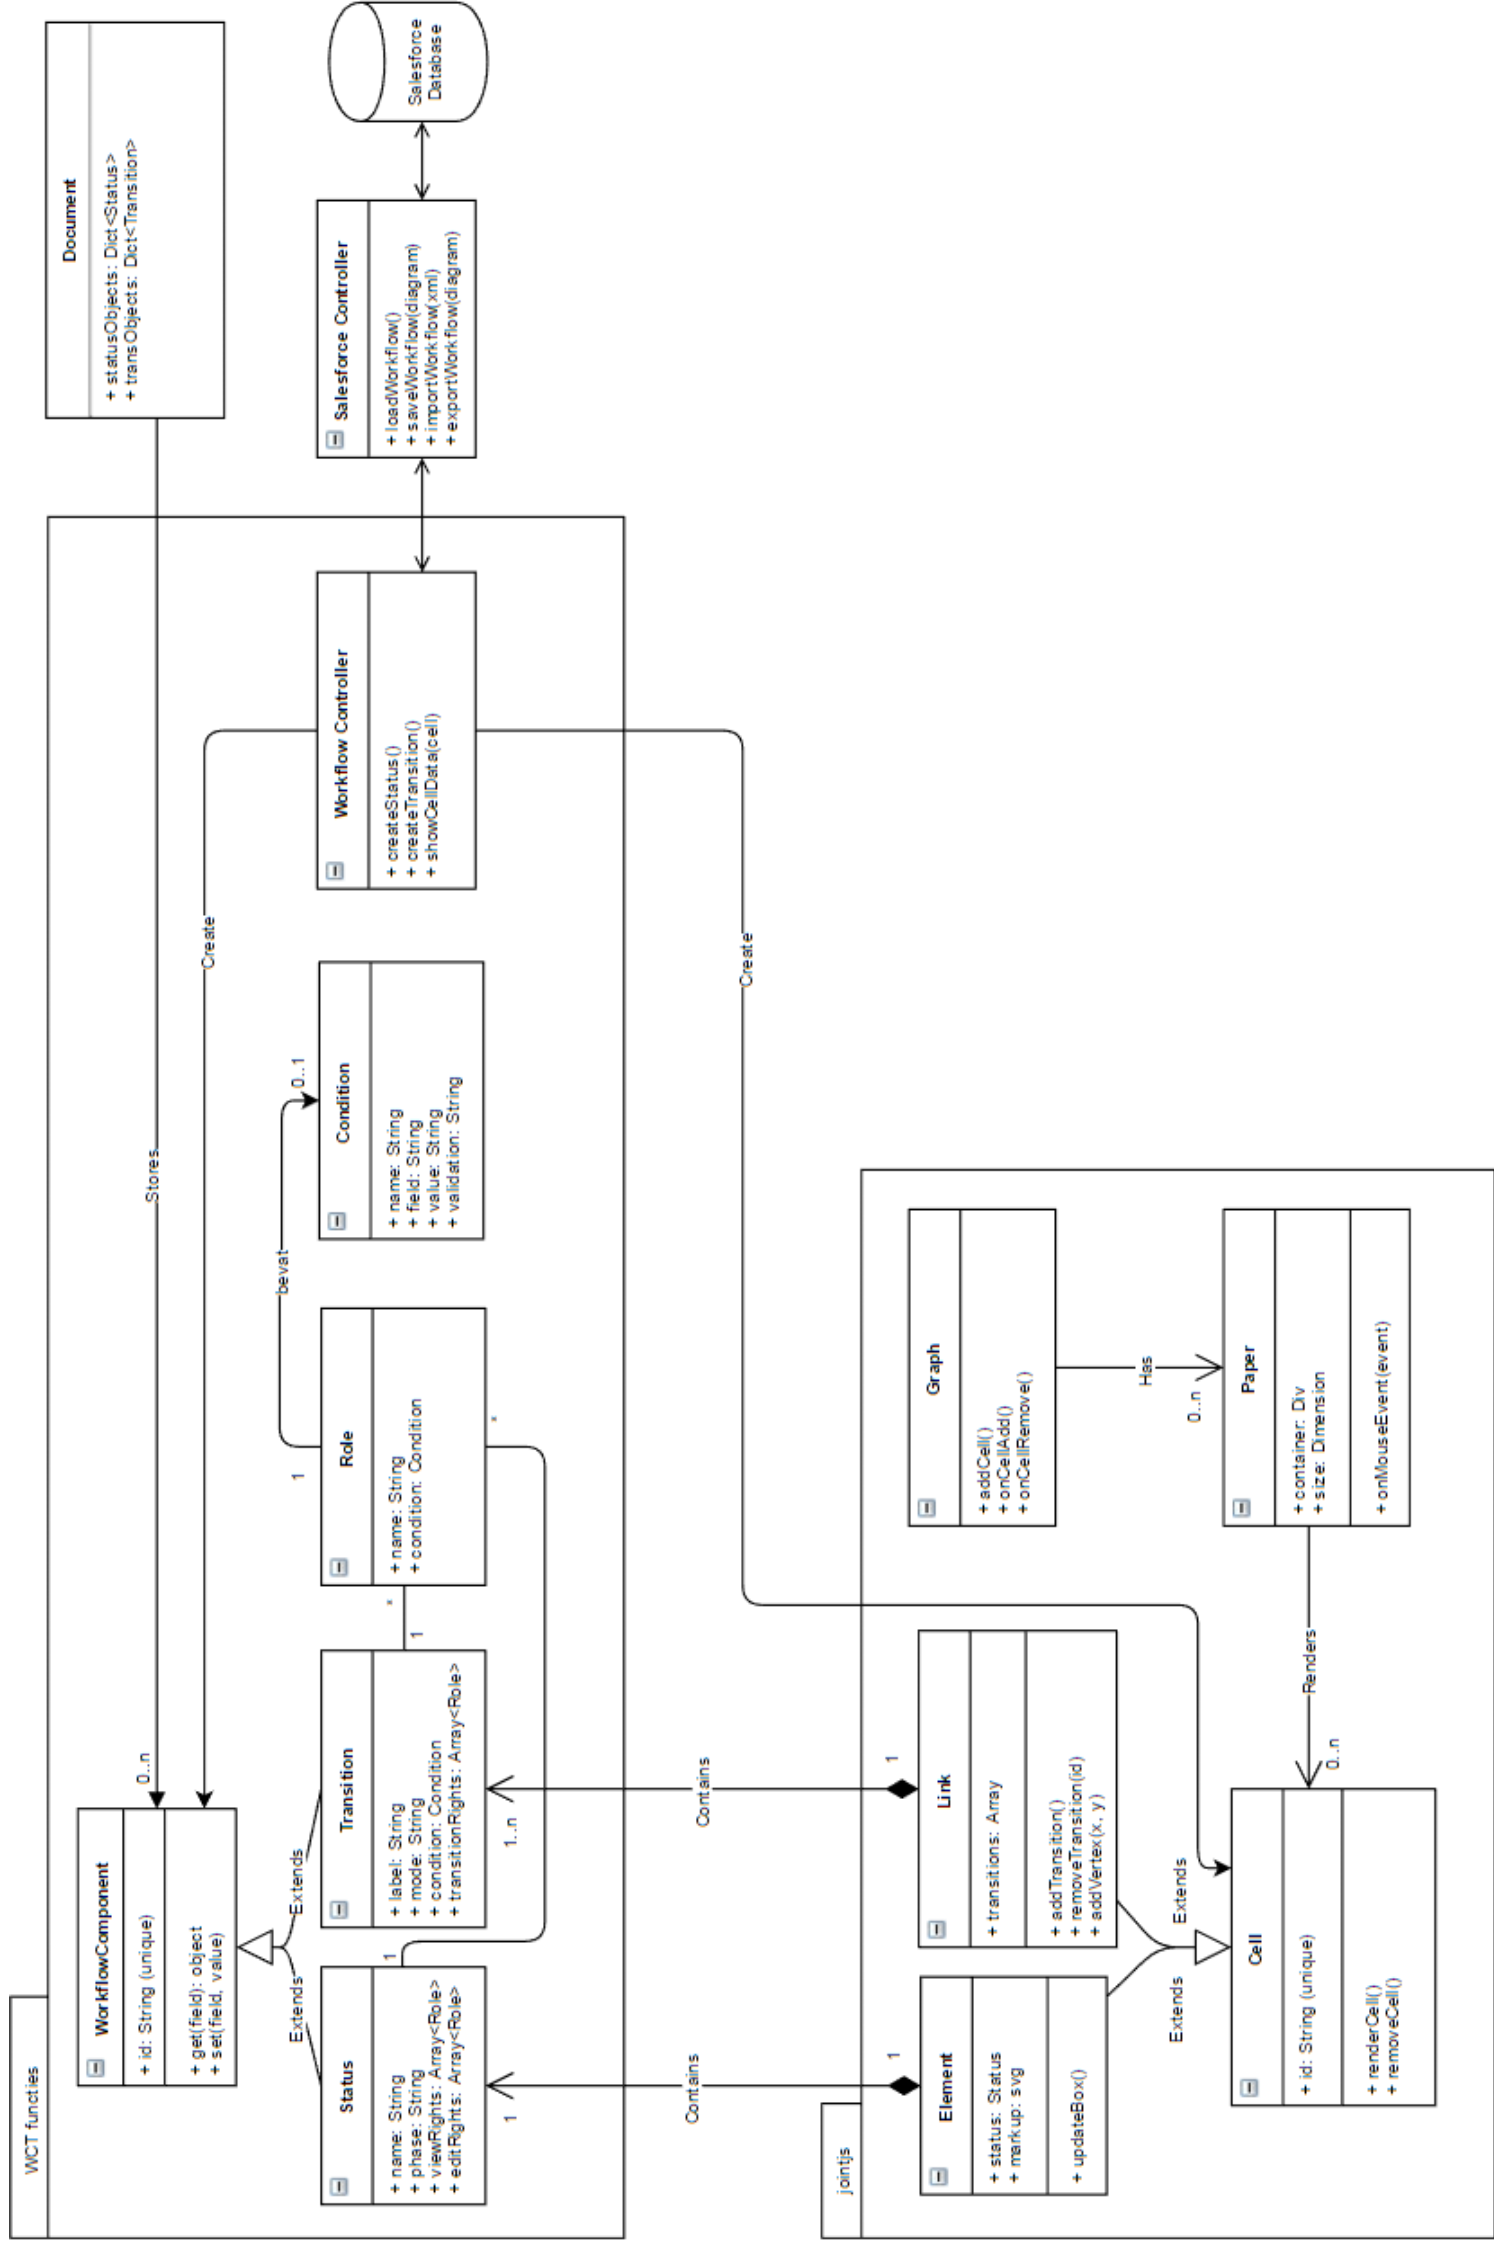 WCT functies
WorkflowComponent
+ id: String (unique)
+ get(field): object
+ set(field, value)
0..n
Stores
Create
Document
+ statusObjects: Dict<Status>
+ transObjects: Dict<Transition>
Extends
Extends
Status
+ name: String
+ phase: String
+ viewRights: Array<Role>
+ editRights: Array<Role>
1
Transition
+ label: String
+ mode: String
+ condition: Condition
+ transitionRights: Array<Role>
1
*
Role
+ name: String
+ condition: Condition
*
1
bevat
0..1
Condition
+ name: String
+ field: String
+ value: String
+ validation: String
Workflow Controller
+ createStatus()
+ createTransition()
+ showCellData(cell)
Salesforce Controller
+ loadWorkflow()
+ saveWorkflow(diagram)
+ importWorkflow(xml)
+ exportWorkflow(diagram)
Salesforce
Database
1
1..n
Contains
Contains
Create
1
1
jointjs
Element
+ status: Status
+ markup: svg
+ updateBox()
Link
+ transitions: Array
+ addTransition()
+ removeTransition(id)
+ addVertex(x, y)
Graph
+ addCell()
+ onCellAdd()
+ onCellRemove()
Has
0..n
Extends
Extends
Cell
+ id: String (unique)
+ renderCell()
+ removeCell()
0..n
Renders
Paper
+ container: Div
+ size: Dimension
+ onMouseEvent(event)